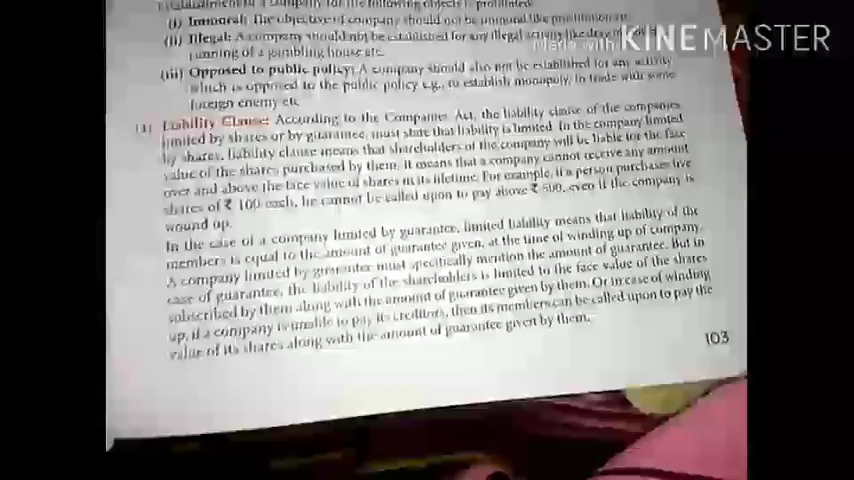 establishment of a company for the following objects is prohibited:
(i) Immoral: The objective of company should not be immoral like prostitution etc.
(ii) Illegal: A company should not be established for any illegal activity like
Made with KINEMASTER
running of a gambling house etc.
(iii) Opposed to public policy: A company should also not be established for any activity
which is opposed to the public policy e.g., to establish monopoly, to trade with some
foreign enemy etc
Liability Clause: According to the Companies Act, the liability clause of the companies
limited by shares or by guarantee, must state that liability is limited. In the company limited
by shares, liability clause means that shareholders of the company will be liable for the face
value of the shares purchased by them. It means that a company cannot receive any amount
over and above the face value of shares in its lifetime. For example, if a person purchases five
shares of ₹ 100 each, he cannot be called upon to pay above ₹ 500, even if the company is
wound up.
In the case of a company limited by guarantee, limited liability means that liability of the
members is equal to the amount of guarantee given, at the time of winding up of company.
A company limited by guarantee must specifically mention the amount of guarantee. But in
case of guarantee, the liability of the shareholders is limited to the face value of the shares
subscribed by them along with the amount of guarantee given by them. Or in case of winding
up, if a company is unable to pay its creditors, then its members can be called upon to pay the
value of its shares along with the amount of guarantee given by them.
103